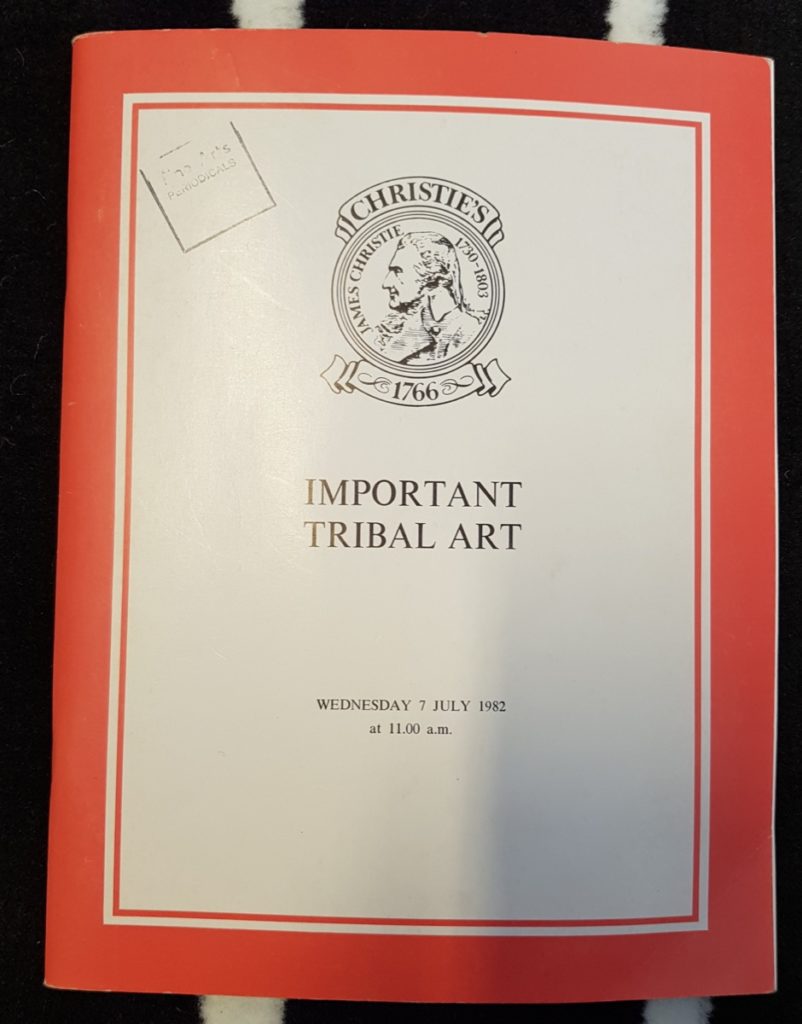 PERIODICALS
CHRISTIE'S
JAMES CHRISTIE 1730-1803
1766
IMPORTANT
TRIBAL ART
WEDNESDAY 7 JULY 1982
at 11.00 a.m.